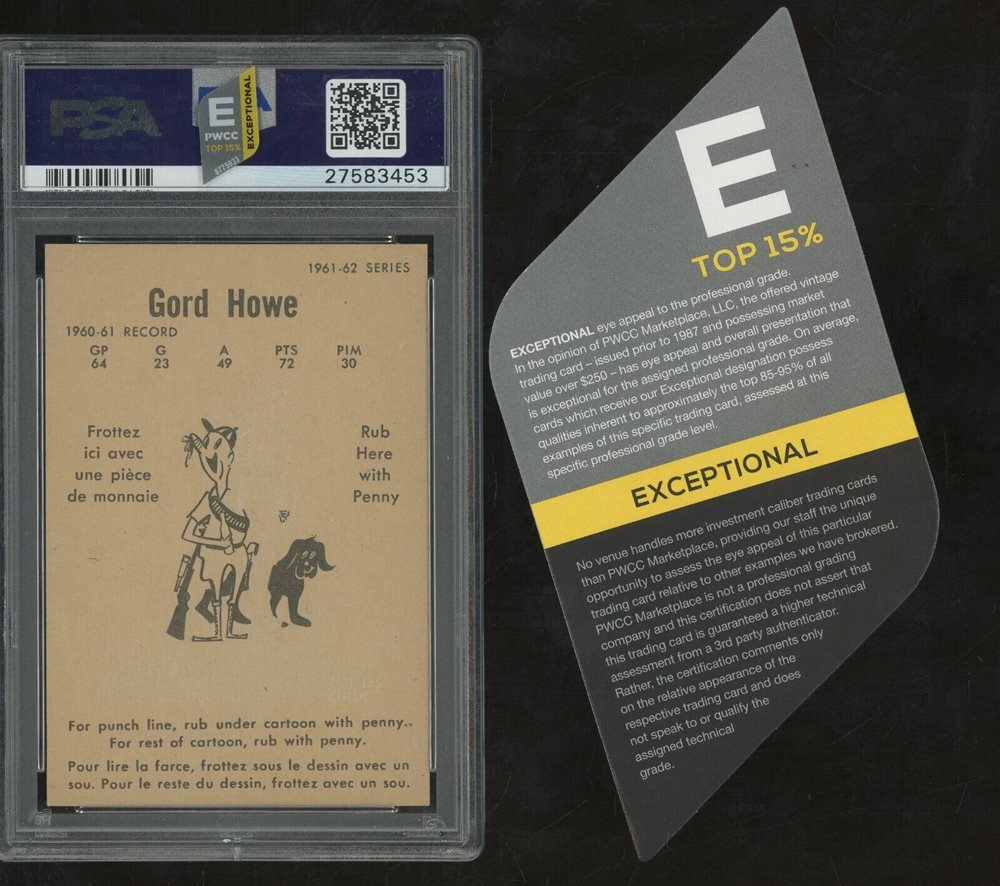 PSA
E
PWCC
TOP 15%
EXCEPTIONAL
8775933
27583453
1961-62 SERIES
Gord Howe
1960-61 RECORD
GP G A PTS PIM
64 23 49 72 30
Frottez
ici avec
une pièce
de monnaie
Rub
Here
with
Penny
For punch line, rub under cartoon with penny..
For rest of cartoon, rub with penny.
Pour lire la farce, frottez sous le dessin avec un
sou. Pour le reste du dessin, frottez avec un sou.
E
TOP 15%
EXCEPTIONAL eye appeal to the professional grade.
In the opinion of PWCC Marketplace, LLC, the offered vintage
trading card – issued prior to 1987 and possessing market
value over $250 – has eye appeal and overall presentation that
is exceptional for the assigned professional grade. On average,
cards which receive our Exceptional designation possess
qualities inherent to approximately the top 85-95% of all
examples of this specific trading card, assessed at this
specific professional grade level.
EXCEPTIONAL
No venue handles more investment caliber trading cards
than PWCC Marketplace, providing our staff the unique
opportunity to assess the eye appeal of this particular
trading card relative to other examples we have brokered.
PWCC Marketplace is not a professional grading
company and this certification does not assert that
this trading card is guaranteed a higher technical
assessment from a 3rd party authenticator.
Rather, the certification comments only
on the relative appearance of the
respective trading card and does
not speak to or qualify the
assigned technical
grade.